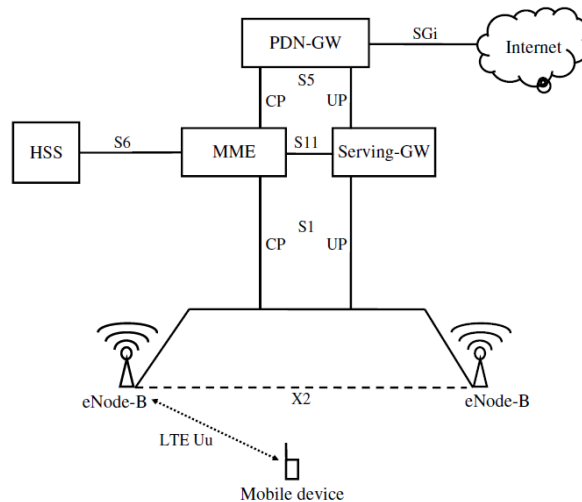 PDN-GW
SGi
Internet
S5
CP
UP
HSS
S6
MME
S11
Serving-GW
S1
CP
UP
eNode-B
X2
eNode-B
LTE Uu
Mobile device